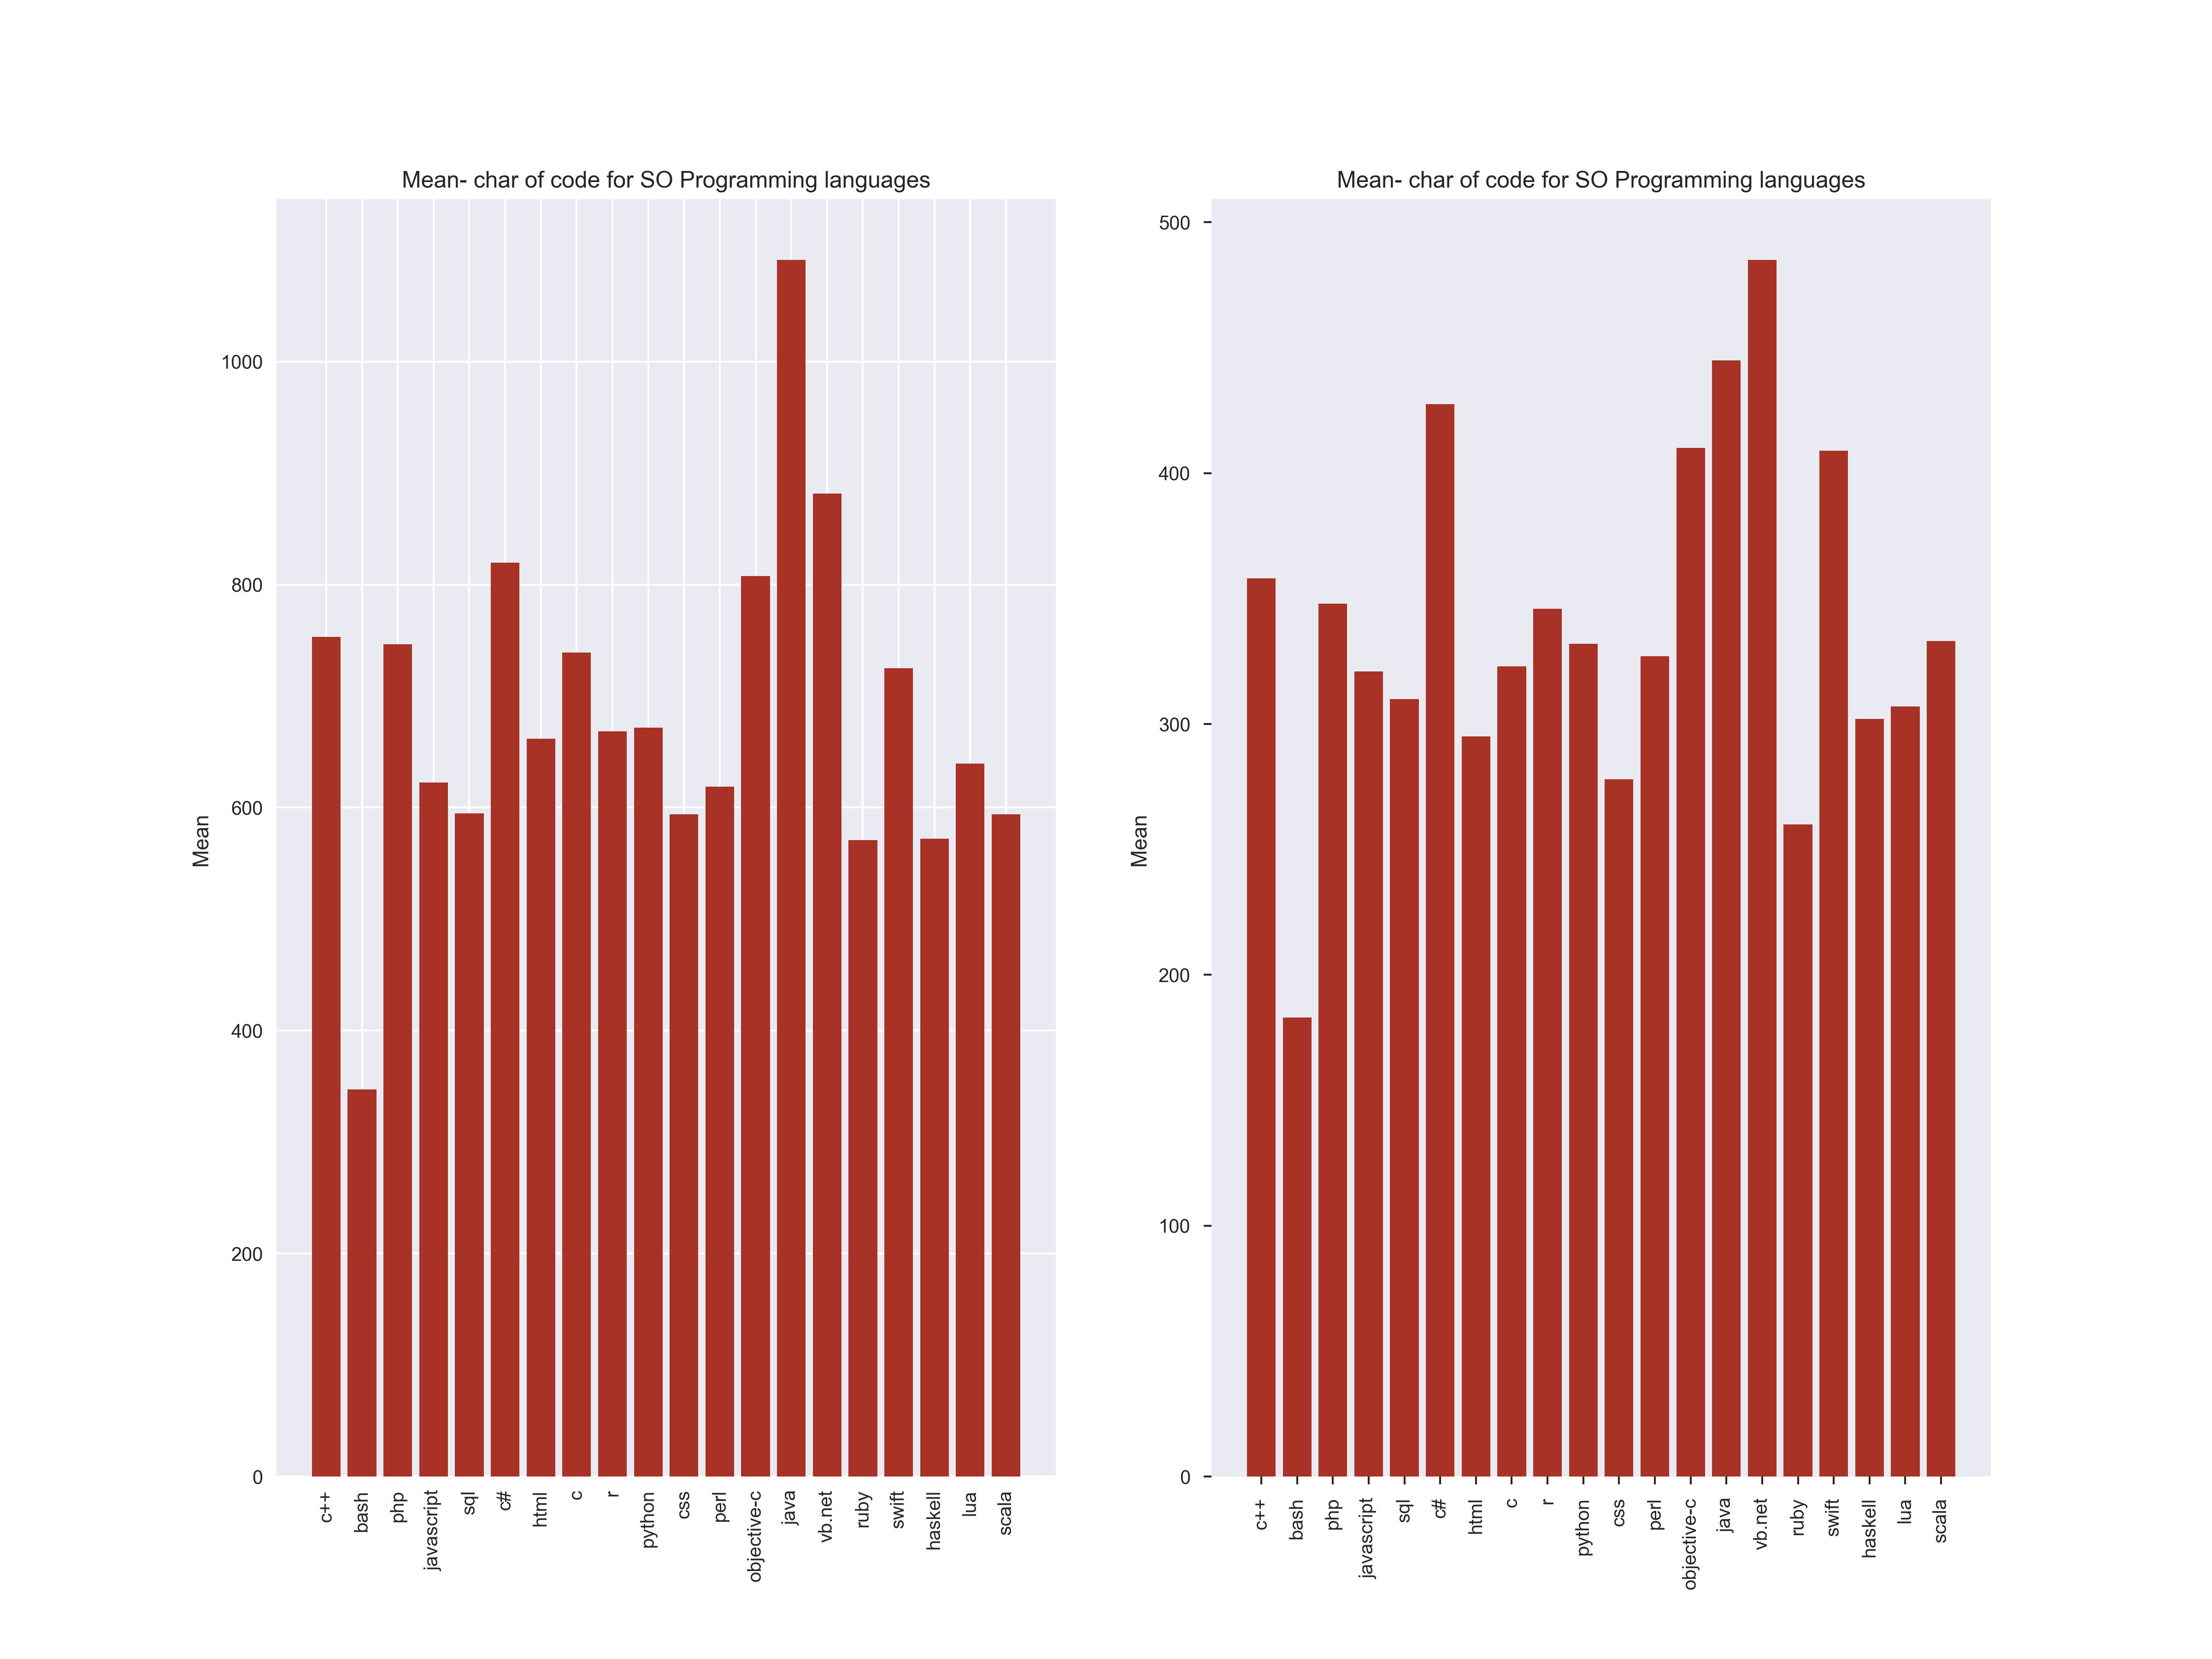 Mean- char of code for SO Programming languages
Mean
1000
800
600
400
200
0
c++
bash
php
javascript
sql
c#
html
c
r
python
css
perl
objective-c
java
vb.net
ruby
swift
haskell
lua
scala
Mean- char of code for SO Programming languages
Mean
500
400
300
200
100
0
c++
bash
php
javascript
sql
c#
html
c
r
python
css
perl
objective-c
java
vb.net
ruby
swift
haskell
lua
scala